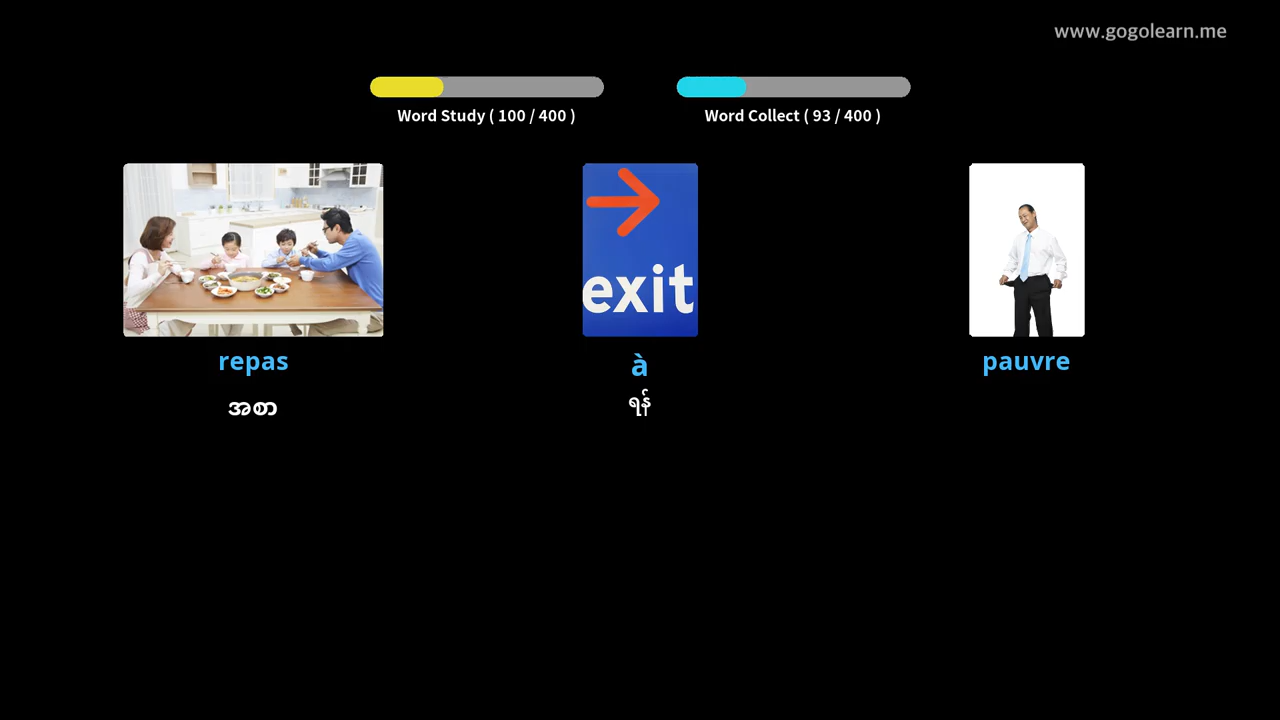 www.gogolearn.me
Word Study ( 100 / 400 )
Word Collect ( 93 / 400 )
exit
repas
à
pauvre
အစာ
ရန်